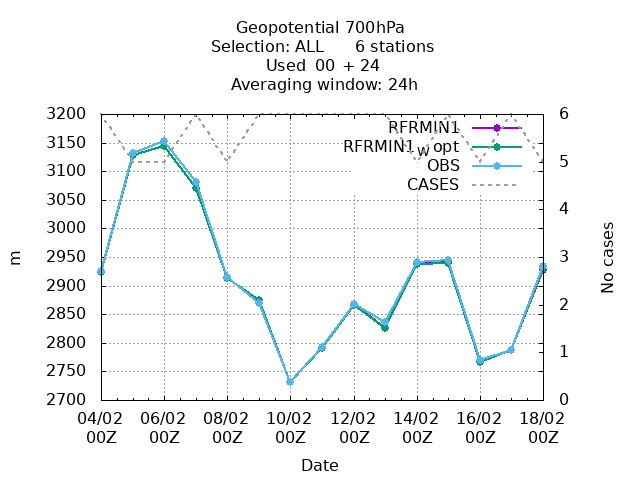 Geopotential 700hPa
Selection: ALL 6 stations
Used 00 + 24
Averaging window: 24h
3200
3150
3100
3050
3000
2950
2900
2850
2800
2750
2700
m
RFRMIN1
RFRMIN1_w opt
OBS
CASES
6
5
4
3
2
1
0
No cases
04/02 06/02 08/02 10/02 12/02 14/02 16/02 18/02
00Z 00Z 00Z 00Z 00Z 00Z 00Z 00Z
Date